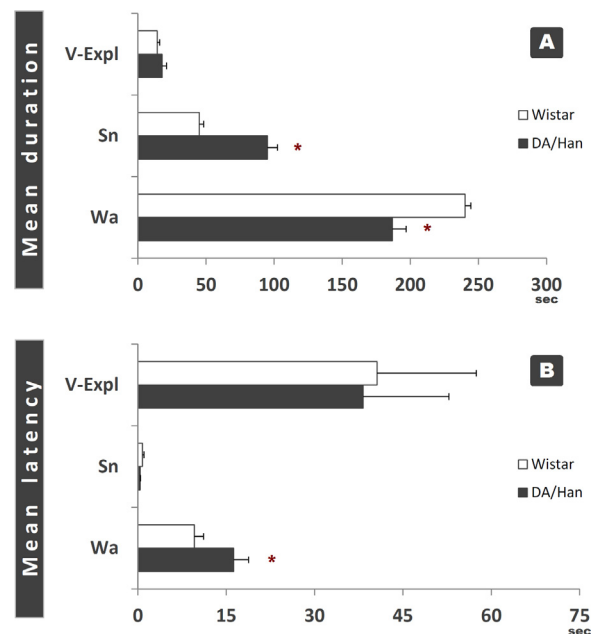 Mean duration
A
V-Expl
Sn
*
Wa
*
Wistar
DA/Han
0 50 100 150 200 250 300
sec
Mean latency
B
V-Expl
Sn
Wa
*
Wistar
DA/Han
0 15 30 45 60 75
sec